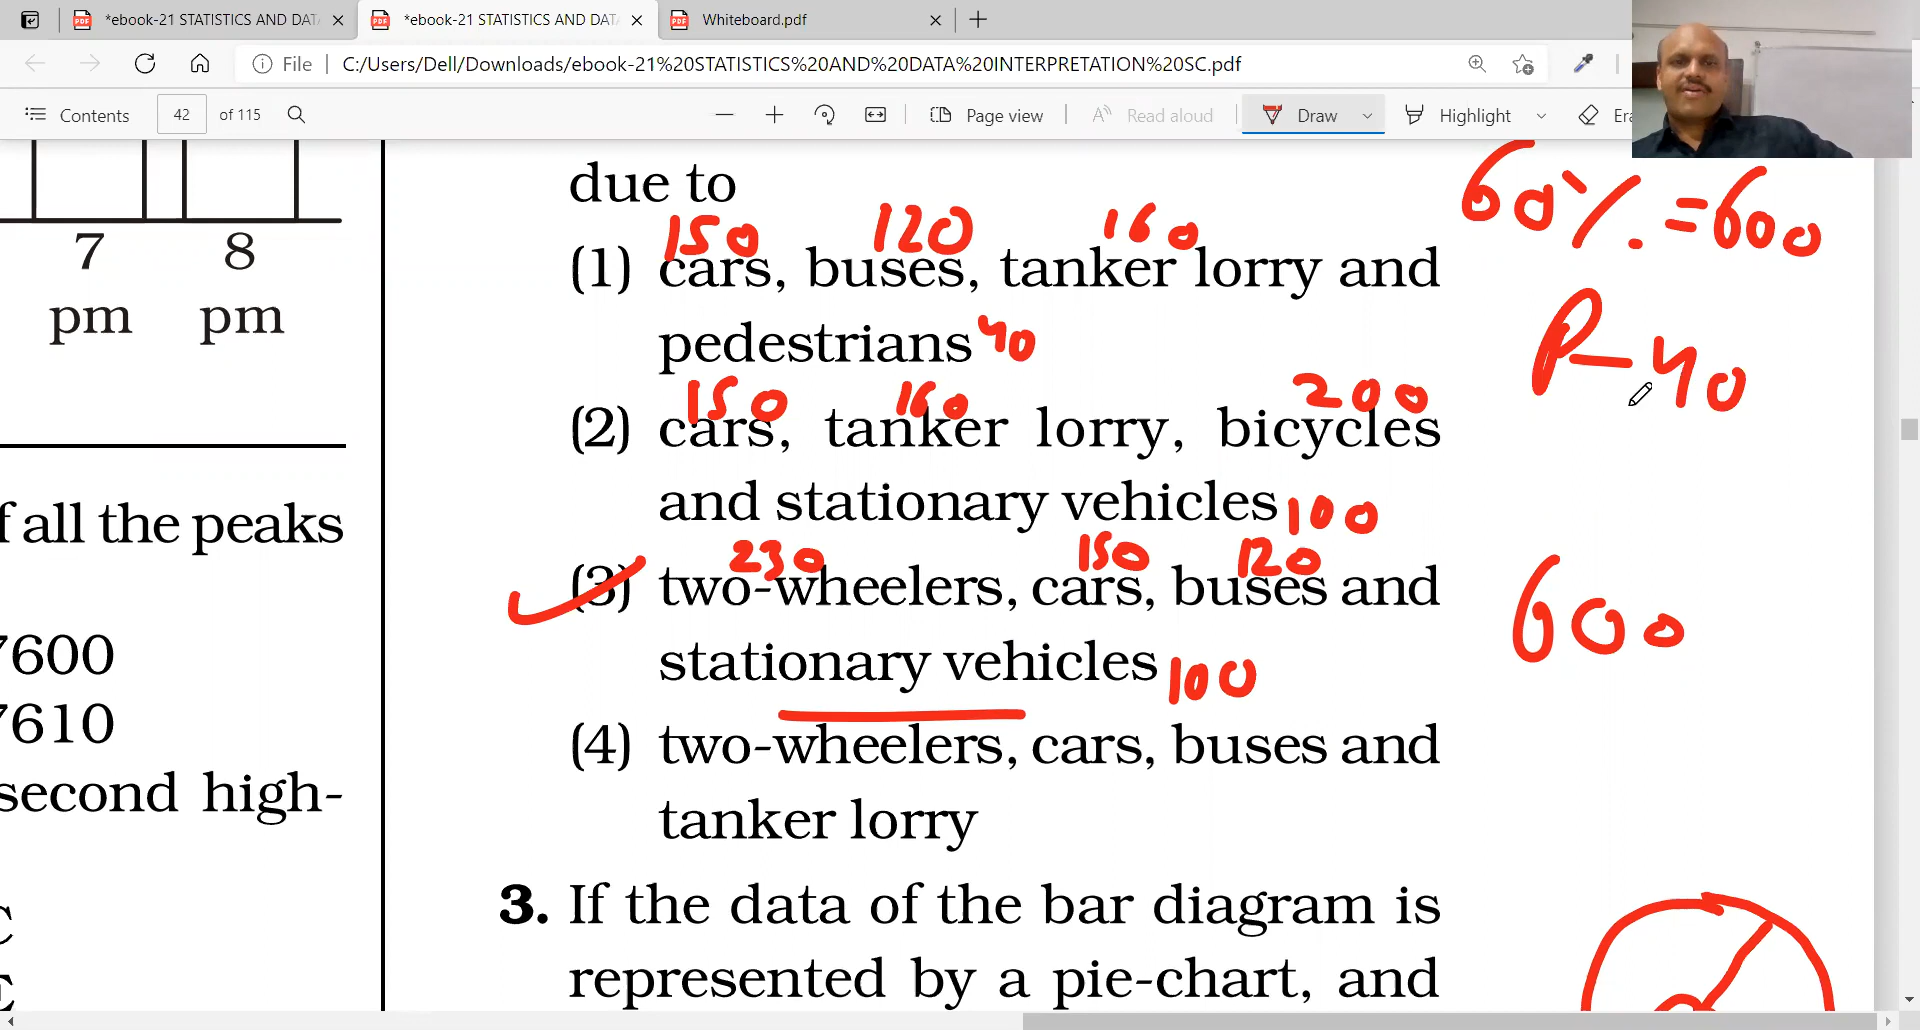 *ebook-21 STATISTICS AND DAT
*ebook-21 STATISTICS AND DAT
Whiteboard.pdf
File
C:/Users/Dell/Downloads/ebook-21%20STATISTICS%20AND%20DATA%20INTERPRETATION%20SC.pdf
Contents
42 of 115
Page view
Read aloud
Draw
Highlight
Era
7 8
pm pm
f all the peaks
7600
7610
second high-
due to
60% = 600
150 120 160
(1) cars, buses, tanker lorry and
pedestrians 40
P - 40
150 160 200
(2) cars, tanker lorry, bicycles
and stationary vehicles 100
230 150 120
(3) two-wheelers, cars, buses and
600
stationary vehicles 100
(4) two-wheelers, cars, buses and
tanker lorry
3. If the data of the bar diagram is
represented by a pie-chart, and